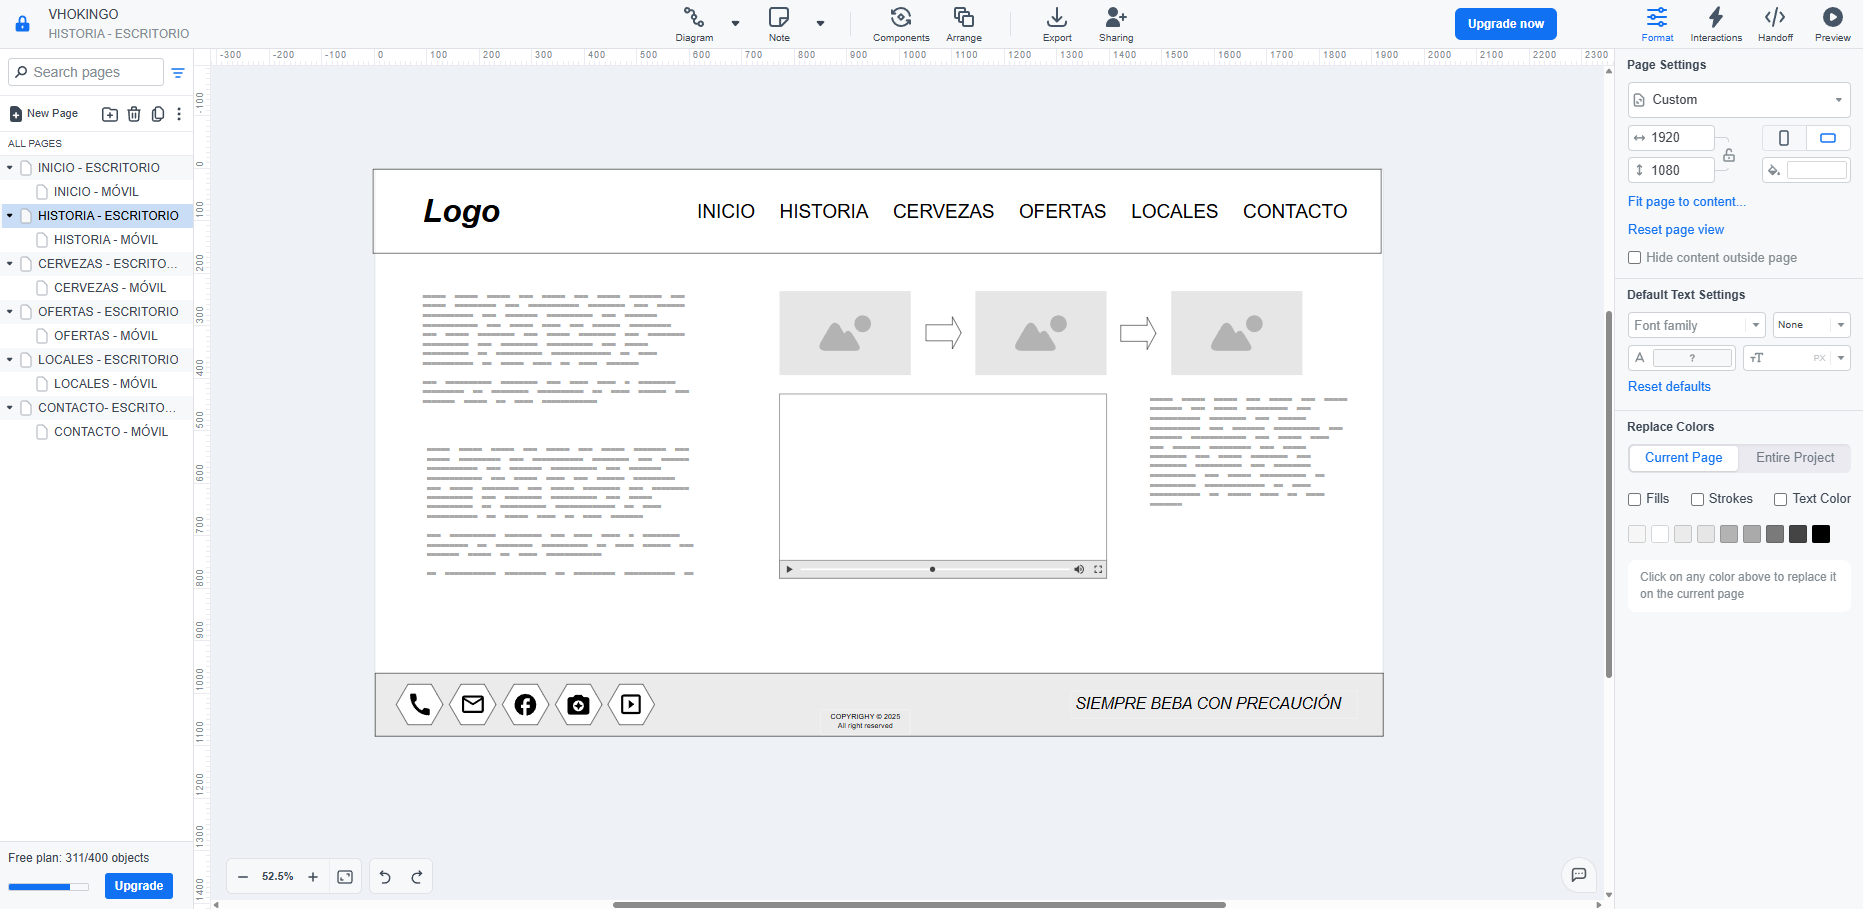 VHOKINGO
HISTORIA - ESCRITORIO
Diagram
Note
Components
Arrange
Export
Sharing
Upgrade now
Format
Interactions
Handoff
Preview
Search pages
New Page
ALL PAGES
INICIO - ESCRITORIO
INICIO - MÓVIL
HISTORIA - ESCRITORIO
HISTORIA - MÓVIL
CERVEZAS - ESCRITO...
CERVEZAS - MÓVIL
OFERTAS - ESCRITORIO
OFERTAS - MÓVIL
LOCALES - ESCRITORIO
LOCALES - MÓVIL
CONTACTO- ESCRITO...
CONTACTO - MÓVIL
Free plan: 311/400 objects
Upgrade
-300 -200 -100 0 100 200 300 400 500 600 700 800 900 1000 1100 1200 1300 1400 1500 1600 1700 1800 1900 2000 2100 2200 2300
-100 0 100 200 300 400 500 600 700 800 900 1000 1100 1200 1300 1400
Logo
INICIO HISTORIA CERVEZAS OFERTAS LOCALES CONTACTO
COPYRIGHY © 2025
All right reserved
SIEMPRE BEBA CON PRECAUCIÓN
52.5%
Page Settings
Custom
1920
1080
Fit page to content...
Reset page view
Hide content outside page
Default Text Settings
Font family
None
A ?
TT PX
Reset defaults
Replace Colors
Current Page Entire Project
Fills Strokes Text Color
Click on any color above to replace it
on the current page